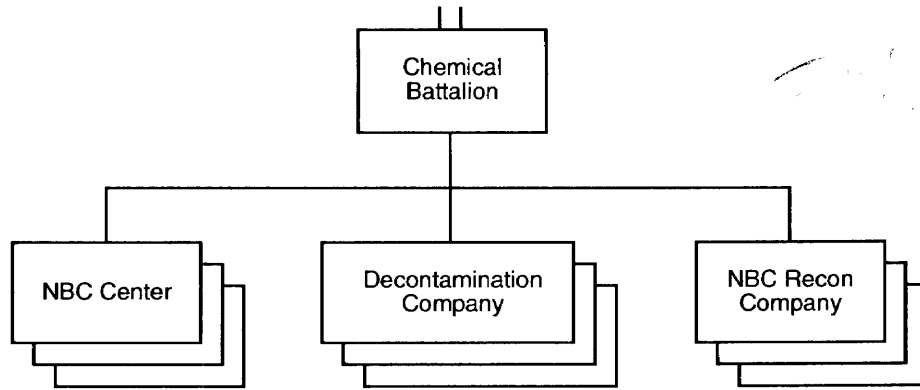 Chemical
Battalion
NBC Center
Decontamination
Company
NBC Recon
Company